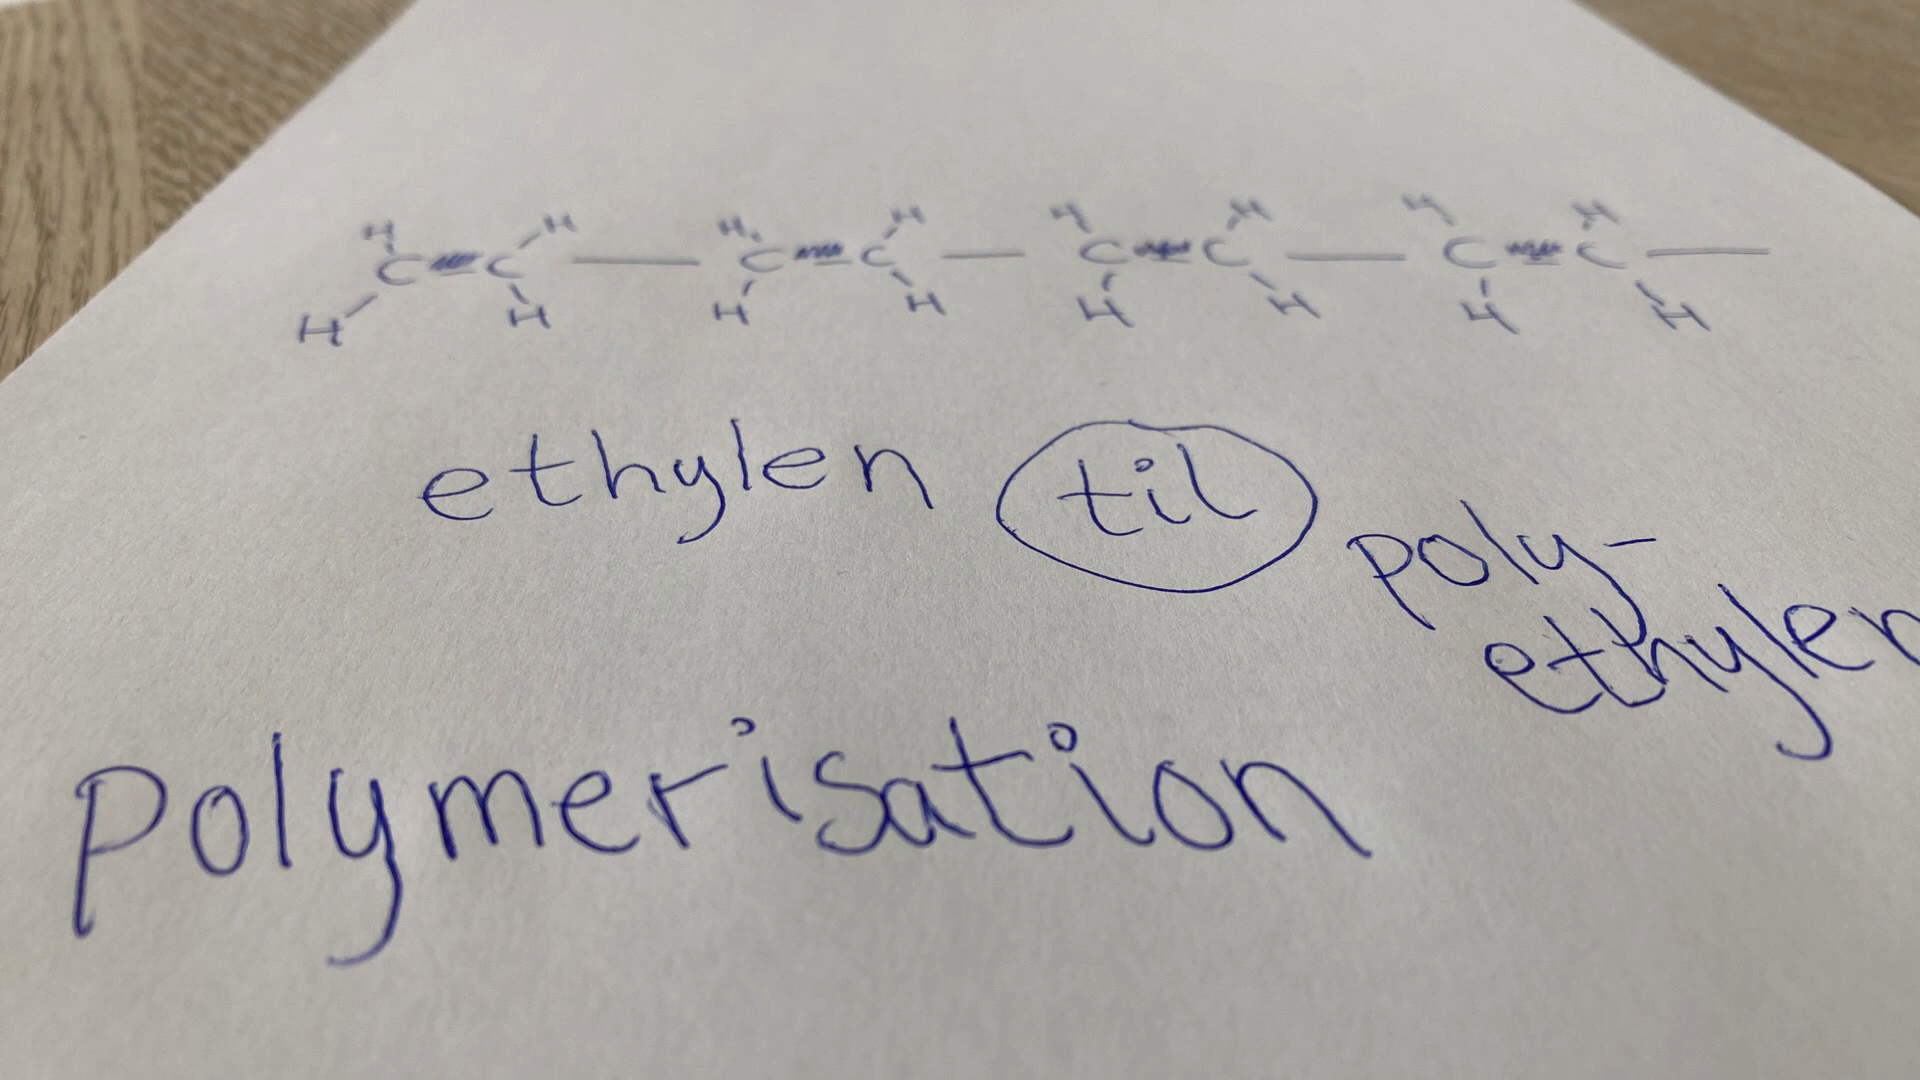 H H H H H H H H
C=C — C=C — C=C — C=C —
H H H H H H H H
ethylen til poly-
ethylen
polymerisation